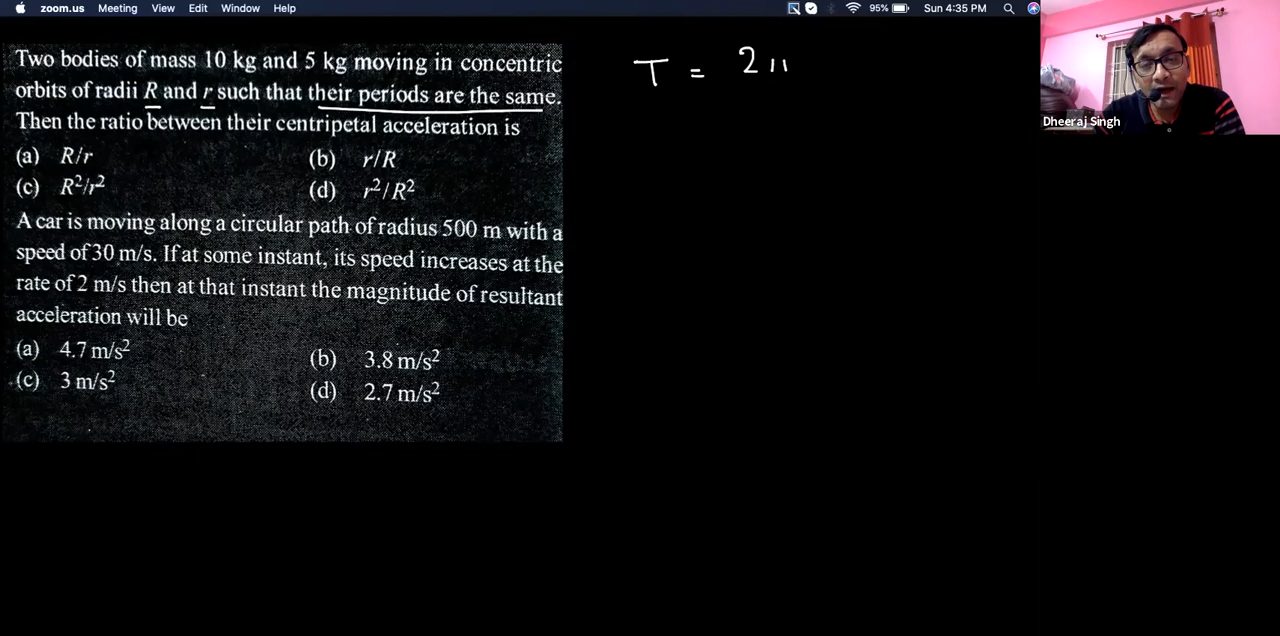 zoom.us Meeting View Edit Window Help 95% Sun 4:35 PM
Two bodies of mass 10 kg and 5 kg moving in concentric
orbits of radii R and r such that their periods are the same.
Then the ratio between their centripetal acceleration is
(a) R/r (b) r/R
(c) R²/r² (d) r²/R²
A car is moving along a circular path of radius 500 m with a
speed of 30 m/s. If at some instant, its speed increases at the
rate of 2 m/s then at that instant the magnitude of resultant
acceleration will be
(a) 4.7 m/s² (b) 3.8 m/s²
(c) 3 m/s² (d) 2.7 m/s²
T = 2
Dheeraj Singh